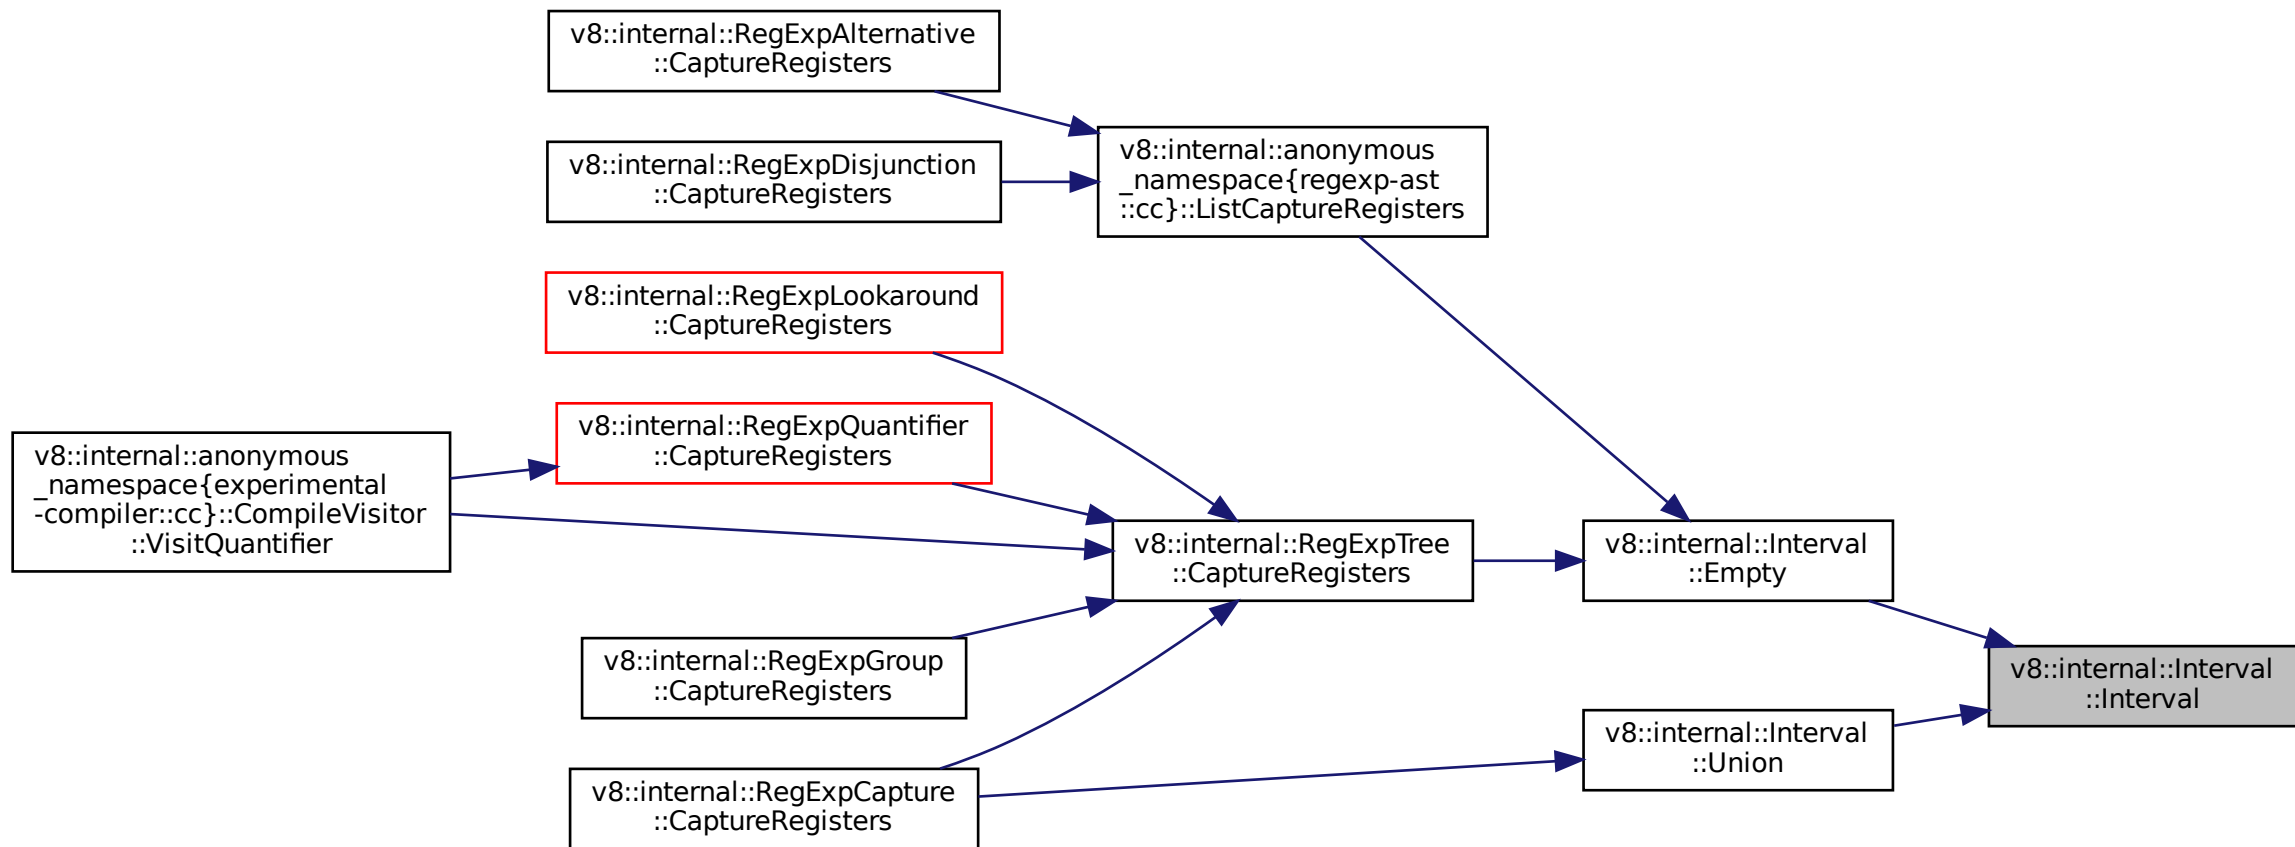 v8::internal::RegExpAlternative
::CaptureRegisters
v8::internal::RegExpDisjunction
::CaptureRegisters
v8::internal::anonymous
_namespace{regexp-ast
::cc}::ListCaptureRegisters
v8::internal::RegExpLookaround
::CaptureRegisters
v8::internal::RegExpQuantifier
::CaptureRegisters
v8::internal::anonymous
_namespace{experimental
-compiler::cc}::CompileVisitor
::VisitQuantifier
v8::internal::RegExpTree
::CaptureRegisters
v8::internal::Interval
::Empty
v8::internal::RegExpGroup
::CaptureRegisters
v8::internal::Interval
::Interval
v8::internal::Interval
::Union
v8::internal::RegExpCapture
::CaptureRegisters